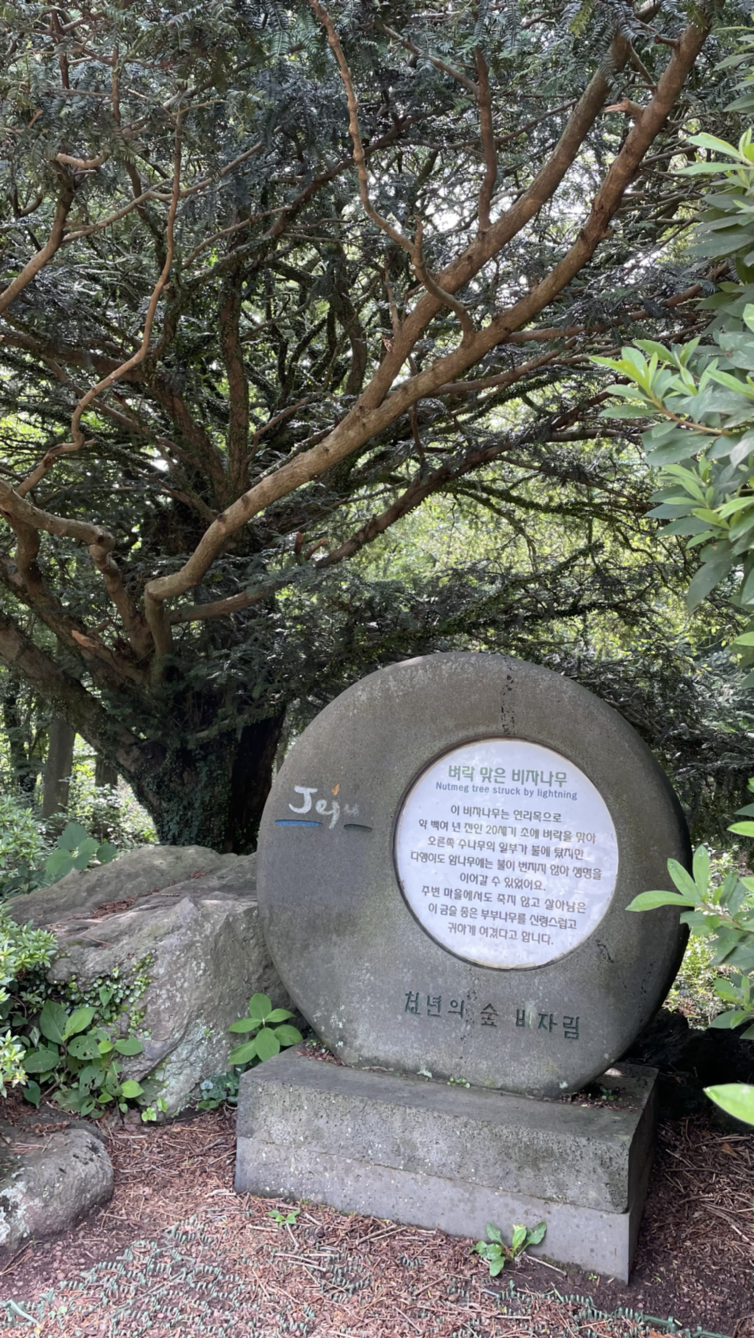 벼락 맞은 비자나무
Nutmeg tree struck by lightning
이 비자나무는 연리목으로
약 백여 년 전인 20세기 초에 벼락을 맞아
오른쪽 수나무의 일부가 불에 탔지만
다행이도 암나무에는 불이 번지지 않아 생명을
이어갈 수 있었어요.
주변 마을에서도 죽지 않고 살아남은
이 금슬 좋은 부부나무를 신령스럽고
귀하게 여겼다고 합니다.
Jeju
천년의 숲 비자림